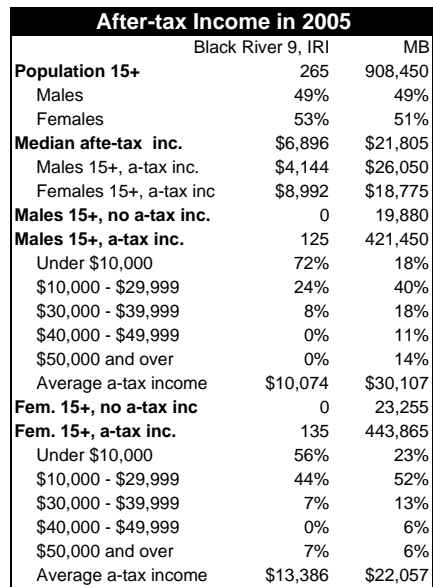 After-tax Income in 2005
Black River 9, IRI MB
Population 15+ 265 908,450
Males 49% 49%
Females 53% 51%
Median afte-tax inc. $6,896 $21,805
Males 15+, a-tax inc. $4,144 $26,050
Females 15+, a-tax inc $8,992 $18,775
Males 15+, no a-tax inc. 0 19,880
Males 15+, a-tax inc. 125 421,450
Under $10,000 72% 18%
$10,000 - $29,999 24% 40%
$30,000 - $39,999 8% 18%
$40,000 - $49,999 0% 11%
$50,000 and over 0% 14%
Average a-tax income $10,074 $30,107
Fem. 15+, no a-tax inc 0 23,255
Fem. 15+, a-tax inc. 135 443,865
Under $10,000 56% 23%
$10,000 - $29,999 44% 52%
$30,000 - $39,999 7% 13%
$40,000 - $49,999 0% 6%
$50,000 and over 7% 6%
Average a-tax income $13,386 $22,057